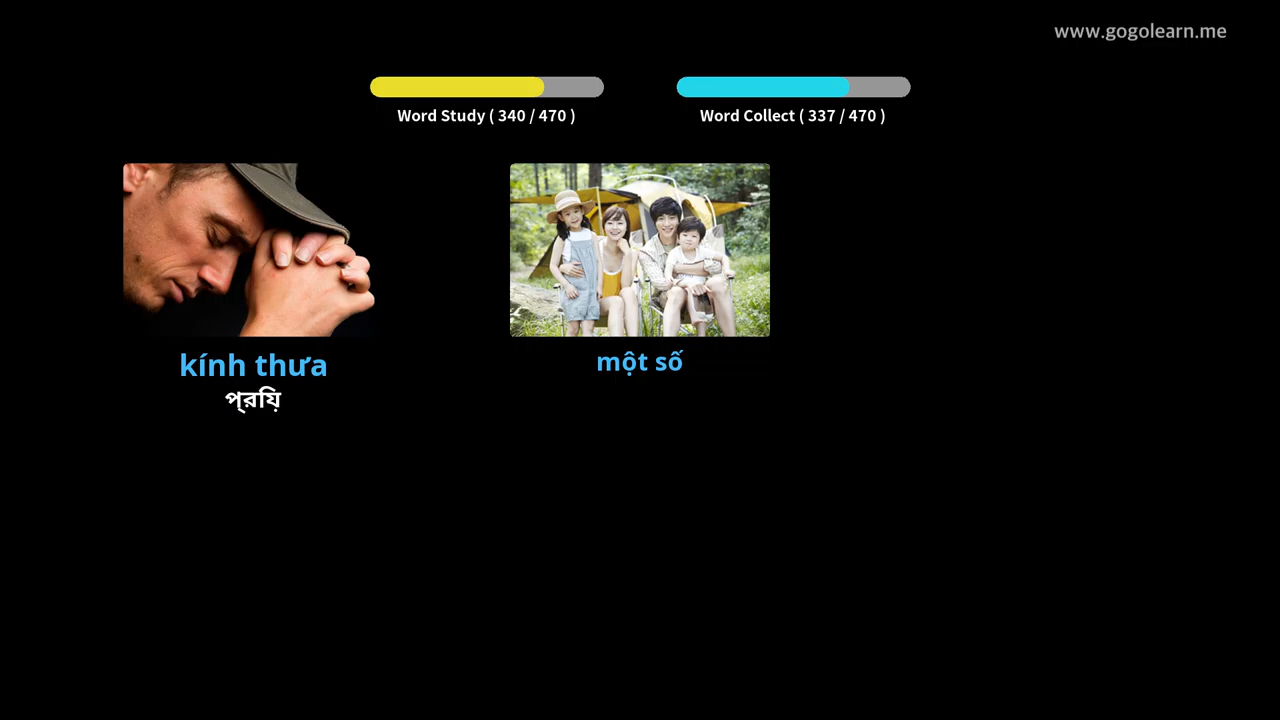 www.gogolearn.me
Word Study ( 340 / 470 )
Word Collect ( 337 / 470 )
kính thưa
প্রিয়
một số